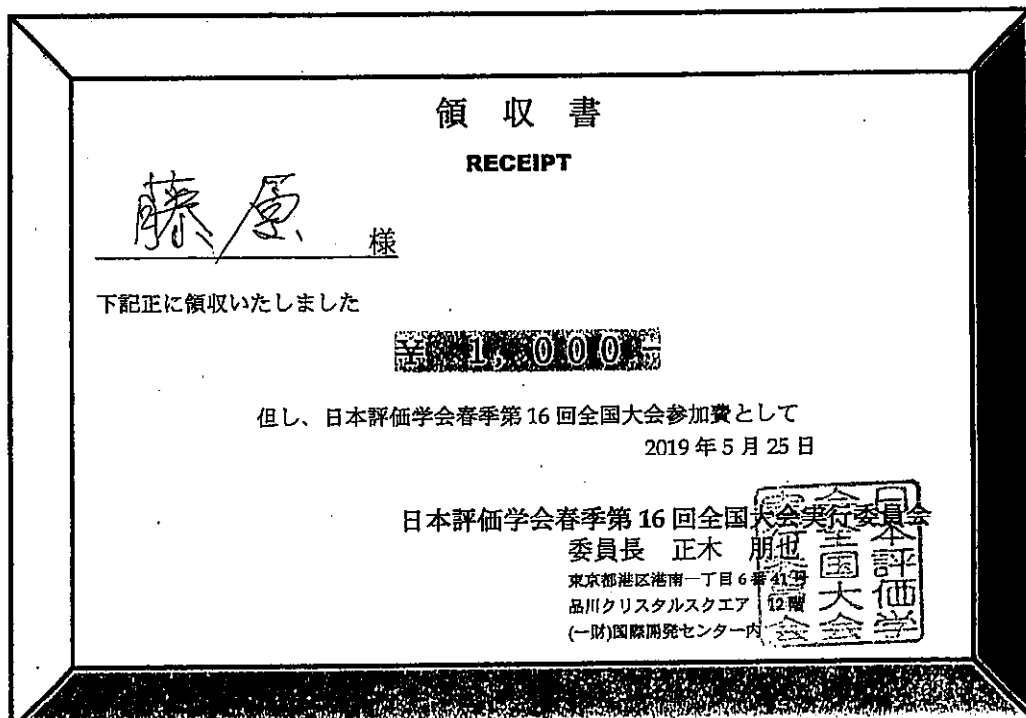 領 収 書
RECEIPT
藤原 様
下記正に領収いたしました
¥ 1, 000-
但し、日本評価学会春季第16回全国大会参加費として
2019年5月25日
日本評価学会春季第16回全国大会実行委員会
委員長 正木 朋也
東京都港区港南一丁目6番41号
品川クリスタルスクエア 12階
(一財)国際開発センター内
日本評価学
会全国大会
実行委員会